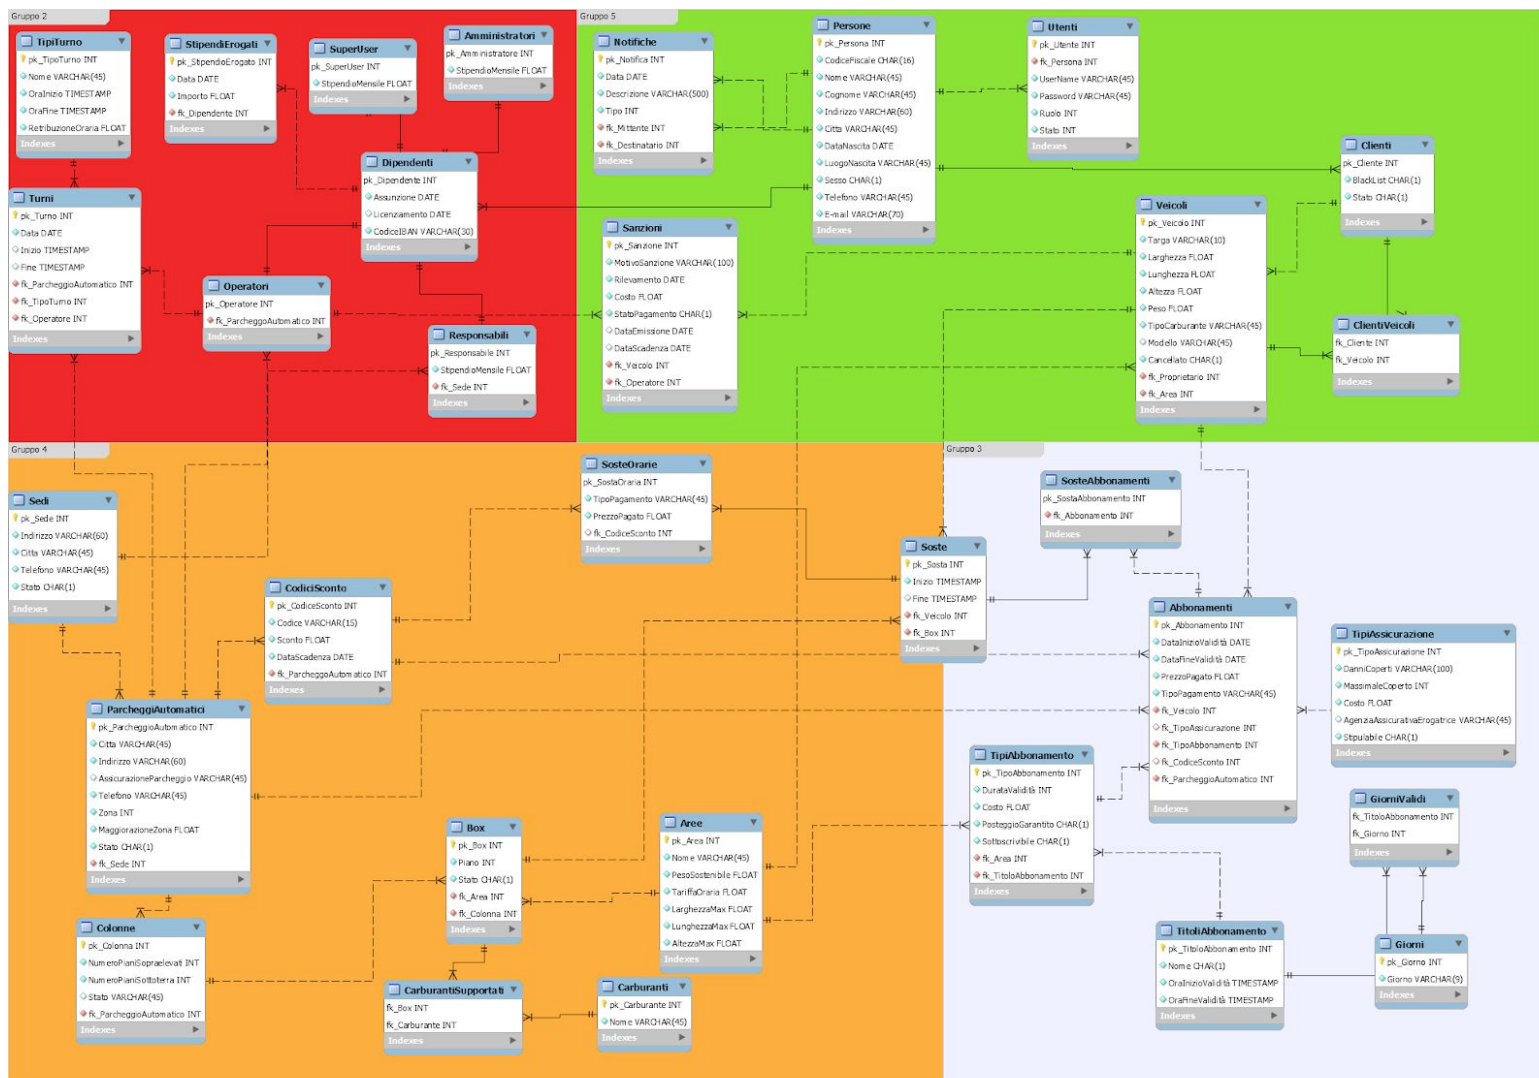 Gruppo 2
TipiTurno
pk_TipoTurno INT
Nome VARCHAR(45)
OraInizio TIMESTAMP
OraFine TIMESTAMP
RetribuzioneOraria FLOAT
Indexes
StipendiErogati
pk_StipendioErogato INT
Data DATE
Importo FLOAT
fk_Dipendente INT
Indexes
SuperUser
pk_SuperUser INT
StipendioMensile FLOAT
Indexes
Amministratori
pk_Amministratore INT
StipendioMensile FLOAT
Indexes
Dipendenti
pk_Dipendente INT
Assunzione DATE
Licenziamento DATE
CodiceIBAN VARCHAR(30)
Indexes
Turni
pk_Turno INT
Data DATE
Inizio TIMESTAMP
Fine TIMESTAMP
fk_ParcheggioAutomatico INT
fk_TipoTurno INT
fk_Operatore INT
Indexes
Operatori
pk_Operatore INT
fk_ParcheggoAutomatico INT
Indexes
Responsabili
pk_Responsabile INT
StipendioMensile FLOAT
fk_Sede INT
Indexes
Gruppo 5
Notifiche
pk_Notifica INT
Data DATE
Descrizione VARCHAR(500)
Tipo INT
fk_Mittente INT
fk_Destinatario INT
Indexes
Persone
pk_Persona INT
CodiceFiscale CHAR(16)
Nome VARCHAR(45)
Cognome VARCHAR(45)
Indirizzo VARCHAR(60)
Citta VARCHAR(45)
DataNascita DATE
LuogoNascita VARCHAR(45)
Sesso CHAR(1)
Telefono VARCHAR(45)
E-mail VARCHAR(70)
Indexes
Utenti
pk_Utente INT
fk_Persona INT
UserName VARCHAR(45)
Password VARCHAR(45)
Ruolo INT
Stato INT
Indexes
Clienti
pk_Cliente INT
BlackList CHAR(1)
Stato CHAR(1)
Indexes
Sanzioni
pk_Sanzione INT
MotivoSanzione VARCHAR(100)
Rilevamento DATE
Costo FLOAT
StatoPagamento CHAR(1)
DataEmissione DATE
DataScadenza DATE
fk_Veicolo INT
fk_Operatore INT
Indexes
Veicoli
pk_Veicolo INT
Targa VARCHAR(10)
Larghezza FLOAT
Lunghezza FLOAT
Altezza FLOAT
Peso FLOAT
TipoCarburante VARCHAR(45)
Modello VARCHAR(45)
Cancellato CHAR(1)
fk_Proprietario INT
fk_Area INT
Indexes
ClientiVeicoli
fk_Cliente INT
fk_Veicolo INT
Indexes
Gruppo 4
Sedi
pk_Sede INT
Indirizzo VARCHAR(60)
Citta VARCHAR(45)
Telefono VARCHAR(45)
Stato CHAR(1)
Indexes
SosteOrarie
pk_SostaOraria INT
TipoPagamento VARCHAR(45)
PrezzoPagato FLOAT
fk_CodiceSconto INT
Indexes
CodiciSconto
pk_CodiceSconto INT
Codice VARCHAR(15)
Sconto FLOAT
DataScadenza DATE
fk_ParcheggoAutomatico INT
Indexes
Soste
pk_Sosta INT
Inizio TIMESTAMP
Fine TIMESTAMP
fk_Veicolo INT
fk_Box INT
Indexes
ParcheggiAutomatici
pk_ParcheggioAutomatico INT
Citta VARCHAR(45)
Indirizzo VARCHAR(60)
AssicurazioneParcheggio VARCHAR(45)
Telefono VARCHAR(45)
Zona INT
MaggiorazioneZona FLOAT
Stato CHAR(1)
fk_Sede INT
Indexes
Box
pk_Box INT
Piano INT
Stato CHAR(1)
fk_Area INT
fk_Colonna INT
Indexes
Aree
pk_Area INT
Nome VARCHAR(45)
PesoSostenibile FLOAT
TariffaOraria FLOAT
LarghezzaMax FLOAT
LunghezzaMax FLOAT
AltezzaMax FLOAT
Indexes
Colonne
pk_Colonna INT
NumeroPianiSopraelevati INT
NumeroPianiSottoterra INT
Stato VARCHAR(45)
fk_ParcheggioAutomatico INT
Indexes
CarburantiSupportati
fk_Box INT
fk_Carburante INT
Indexes
Carburanti
pk_Carburante INT
Nome VARCHAR(45)
Indexes
Gruppo 3
SosteAbbonamenti
pk_SostaAbbonamento INT
fk_Abbonamento INT
Indexes
Abbonamenti
pk_Abbonamento INT
DataInizioValidità DATE
DataFineValidità DATE
PrezzoPagato FLOAT
TipoPagamento VARCHAR(45)
fk_Veicolo INT
fk_TipoAssicurazione INT
fk_TipoAbbonamento INT
fk_CodiceSconto INT
fk_ParcheggioAutomatico INT
Indexes
TipiAssicurazione
pk_TipoAssicurazione INT
DanniCoperti VARCHAR(100)
MassimaleCoperto INT
Costo FLOAT
AgenziaAssicurativaErogatrice VARCHAR(45)
Stipulabile CHAR(1)
Indexes
TipiAbbonamento
pk_TipoAbbonamento INT
DurataValidità INT
Costo FLOAT
PosteggioGarantito CHAR(1)
Sottoscrivibile CHAR(1)
fk_Area INT
fk_TitoloAbbonamento INT
Indexes
GiorniValidi
fk_TitoloAbbonamento INT
fk_Giorno INT
Indexes
TitoliAbbonamento
pk_TitoloAbbonamento INT
Nome CHAR(1)
OraInizioValidità TIMESTAMP
OraFineValidità TIMESTAMP
Indexes
Giorni
pk_Giorno INT
Giorno VARCHAR(9)
Indexes